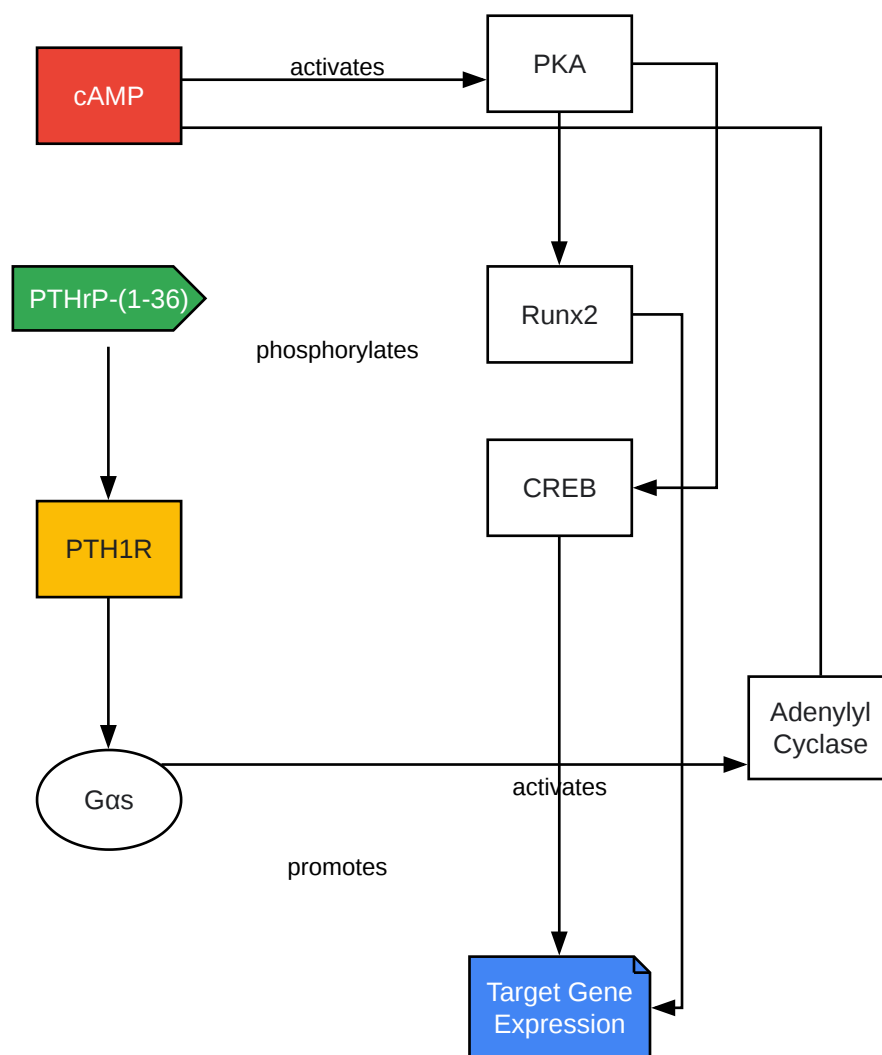 activates
PKA
cAMP
PTHrP-(1-36)
Runx2
phosphorylates
CREB
PTH1R
Adenylyl
Cyclase
activates
Gαs
promotes
Target Gene
Expression